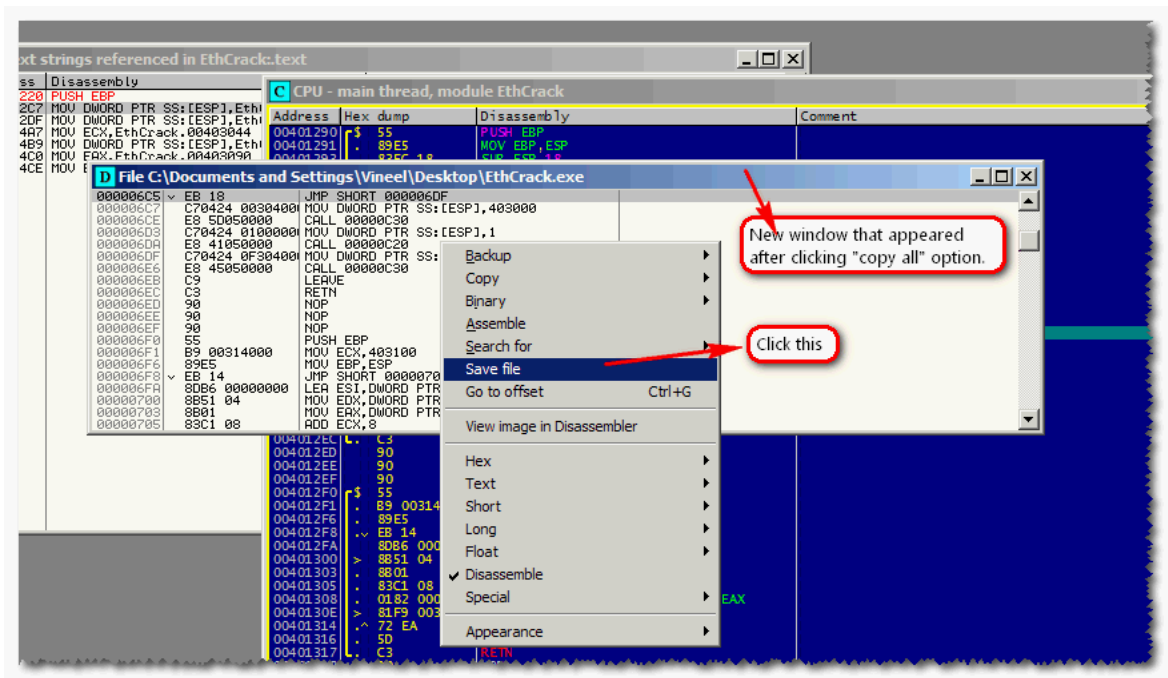 ext strings referenced in EthCrack:.text
ss Disassembly
220 PUSH EBP
2C7 MOV DWORD PTR SS:[ESP],Eth
2DF MOV DWORD PTR SS:[ESP],Eth
4A7 MOV ECX,EthCrack.00403044
4B9 MOV DWORD PTR SS:[ESP],Eth
4C0 MOV EAX,EthCrack.00403090
4CE MOV
C CPU - main thread, module EthCrack
Address Hex dump Disassembly Comment
00401290 $ 55 PUSH EBP
00401291 . 89E5 MOV EBP,ESP
00401293 . 83EC 18 SUB ESP,18
D File C:\Documents and Settings\Vineel\Desktop\EthCrack.exe
000006C5 EB 18 JMP SHORT 000006DF
000006C7 C70424 00304000 MOV DWORD PTR SS:[ESP],403000
000006CE E8 5D050000 CALL 00000C30
000006D3 C70424 01000000 MOV DWORD PTR SS:[ESP],1
000006DA E8 41050000 CALL 00000C20
000006DF C70424 0F304000 MOV DWORD PTR SS:
000006E6 E8 45050000 CALL 00000C30
000006EB C9 LEAVE
000006EC C3 RETN
000006ED 90 NOP
000006EE 90 NOP
000006EF 90 NOP
000006F0 55 PUSH EBP
000006F1 B9 00314000 MOV ECX,403100
000006F6 89E5 MOV EBP,ESP
000006F8 EB 14 JMP SHORT 0000070
000006FA 8DB6 00000000 LEA ESI,DWORD PTR
00000700 8B51 04 MOV EDX,DWORD PTR
00000703 8B01 MOV EAX,DWORD PTR
00000705 83C1 08 ADD ECX,8
New window that appeared
after clicking "copy all" option.
Click this
Backup
Copy
Binary
Assemble
Search for
Save file
Go to offset Ctrl+G
View image in Disassembler
Hex
Text
Short
Long
Float
Disassemble
Special
Appearance
004012EC . C3
004012ED 90
004012EE 90
004012EF 90
004012F0 $ 55
004012F1 . B9 00314
004012F6 . 89E5
004012F8 . EB 14
004012FA 8DB6 000
00401300 > 8B51 04
00401303 . 8B01
00401305 . 83C1 08
00401308 . 0182 000 EAX
0040130E > 81F9 003
00401314 .^ 72 EA
00401316 . 5D
00401317 . C3 RETN